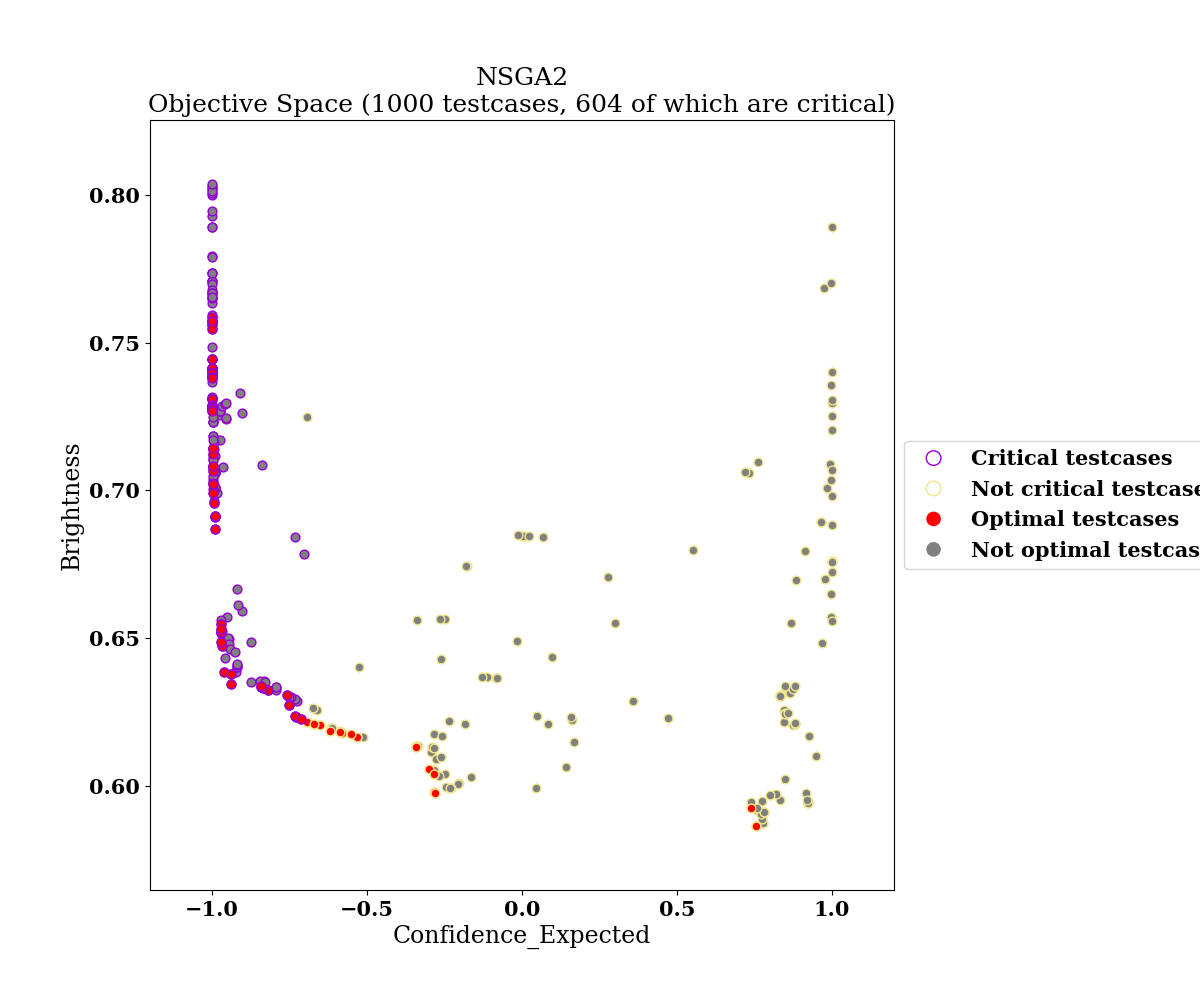 NSGA2
Objective Space (1000 testcases, 604 of which are critical)
0.80
0.75
0.70
0.65
0.60
Brightness
−1.0
−0.5
0.0
0.5
1.0
Confidence_Expected
Critical testcases
Not critical testcase
Optimal testcases
Not optimal testcas